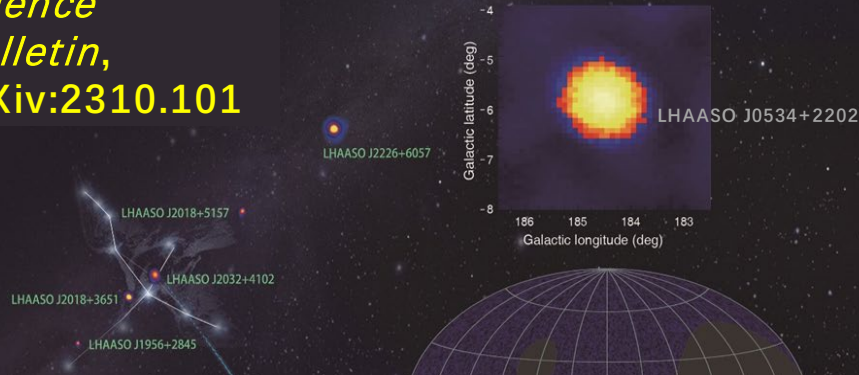 ence
lletin,
Xiv:2310.101
LHAASO J2226+6057
LHAASO J2018+5157
LHAASO J2032+4102
LHAASO J2018+3651
LHAASO J1956+2845
-4
-5
-6
-7
-8
Galactic latitude (deg)
LHAASO J0534+2202
186 185 184 183
Galactic longitude (deg)